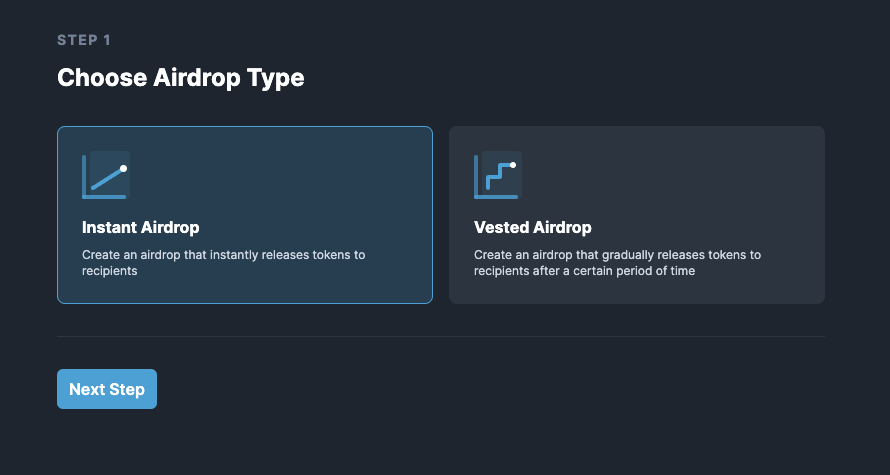 STEP 1
Choose Airdrop Type
Instant Airdrop
Create an airdrop that instantly releases tokens to
recipients
Vested Airdrop
Create an airdrop that gradually releases tokens to
recipients after a certain period of time
Next Step